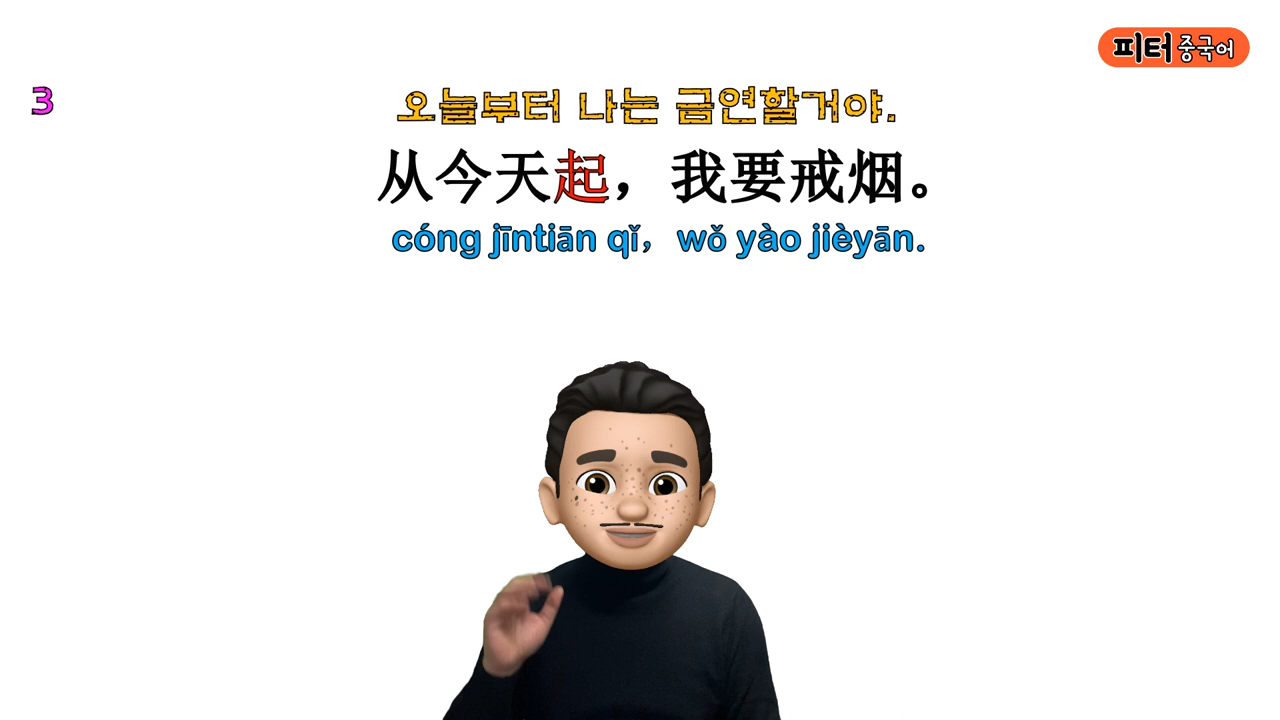 피터 중국어
3
오늘부터 나는 금연할거야.
从今天起，我要戒烟。
cóng jīntiān qǐ，wǒ yào jièyān.